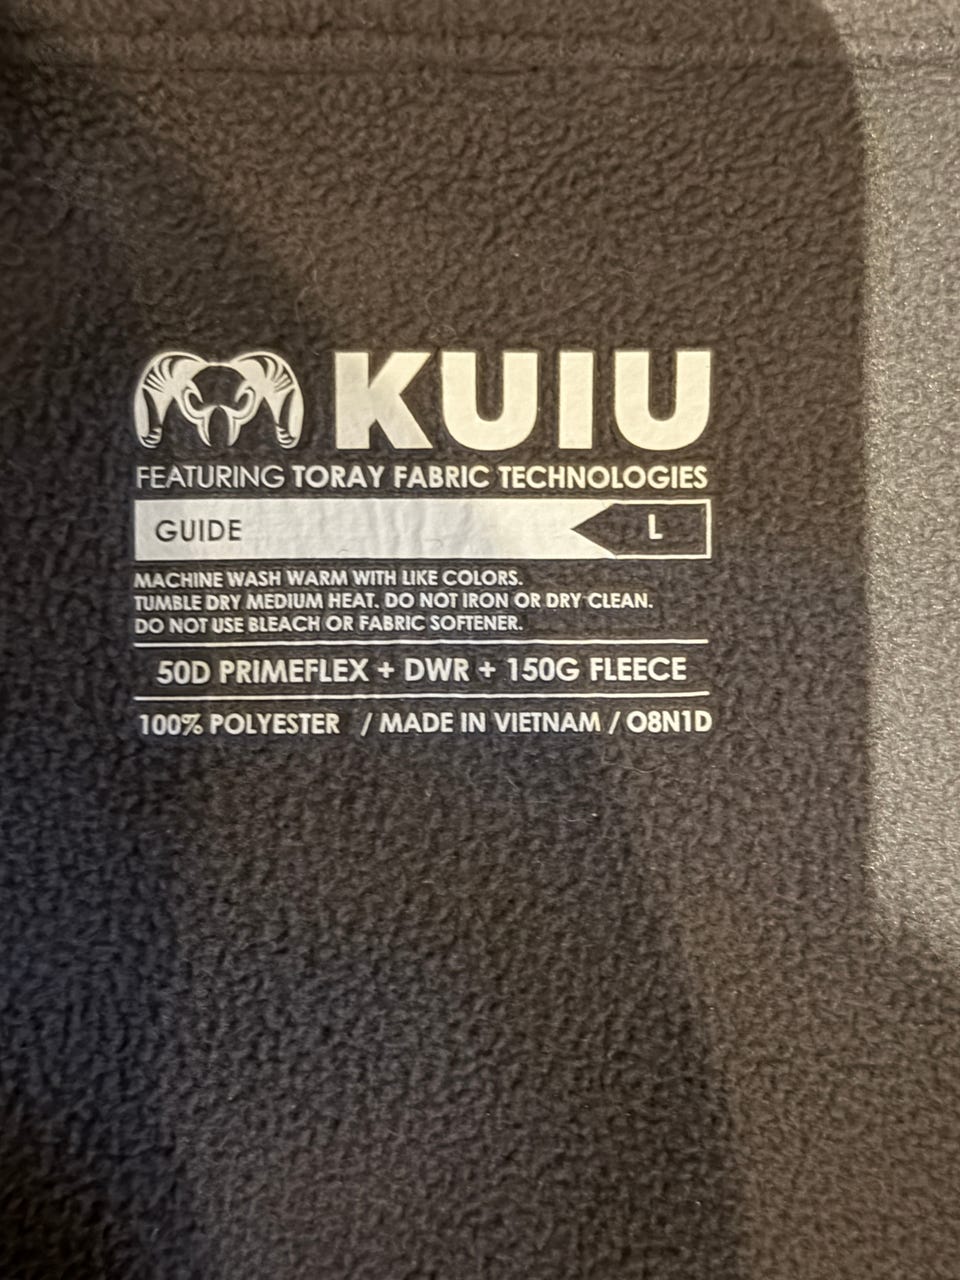 KUIU
FEATURING TORAY FABRIC TECHNOLOGIES
GUIDE L
MACHINE WASH WARM WITH LIKE COLORS.
TUMBLE DRY MEDIUM HEAT. DO NOT IRON OR DRY CLEAN.
DO NOT USE BLEACH OR FABRIC SOFTENER.
50D PRIMEFLEX + DWR + 150G FLEECE
100% POLYESTER / MADE IN VIETNAM / O8N1D